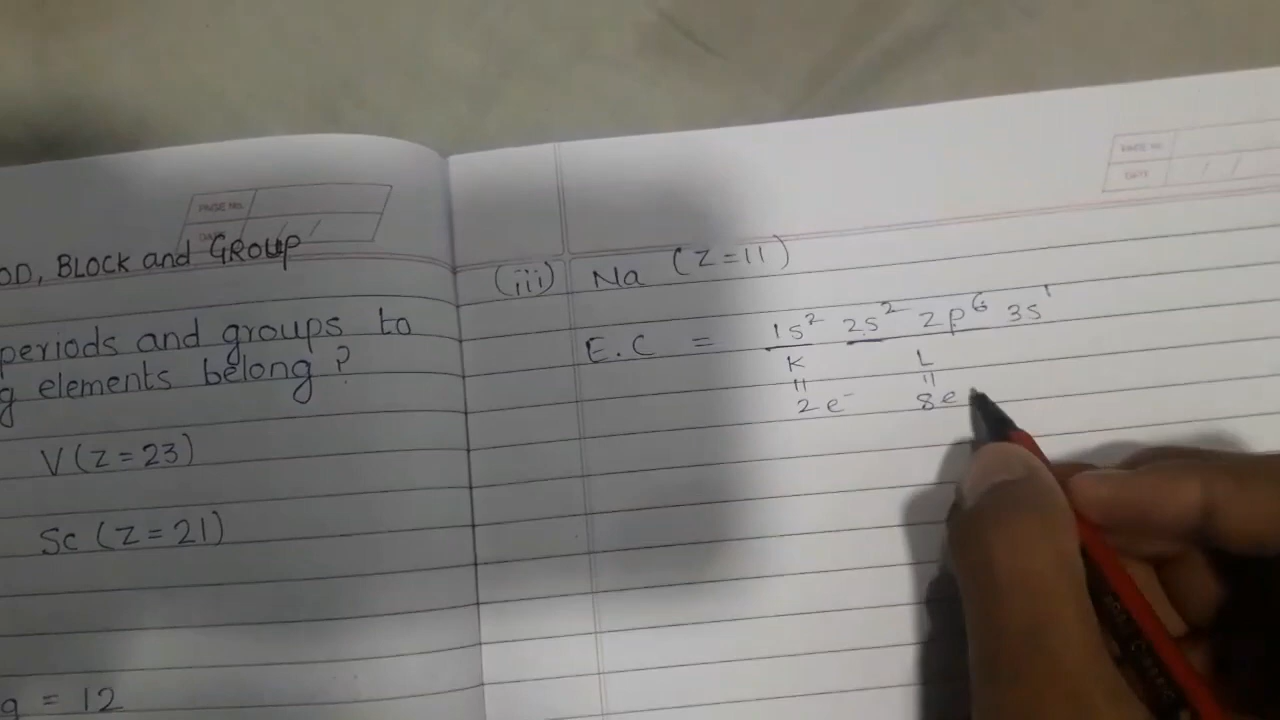 PAGE No.
DATE / /
OD, BLOCK and GROUP
periods and groups to
g elements belong?
V (Z=23)
Sc (Z=21)
g = 12
PAGE No.
DATE / /
(iii) Na (Z=11)
E.C = 1s² 2s² 2p⁶ 3s¹
K L
|| ||
2e⁻ 8e